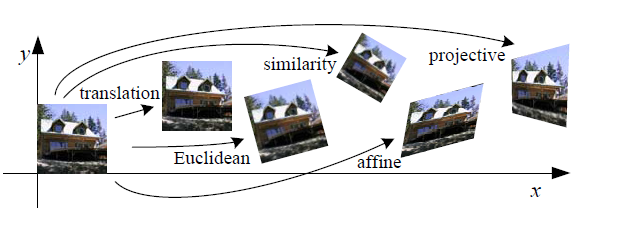 y
similarity
projective
translation
Euclidean
affine
x